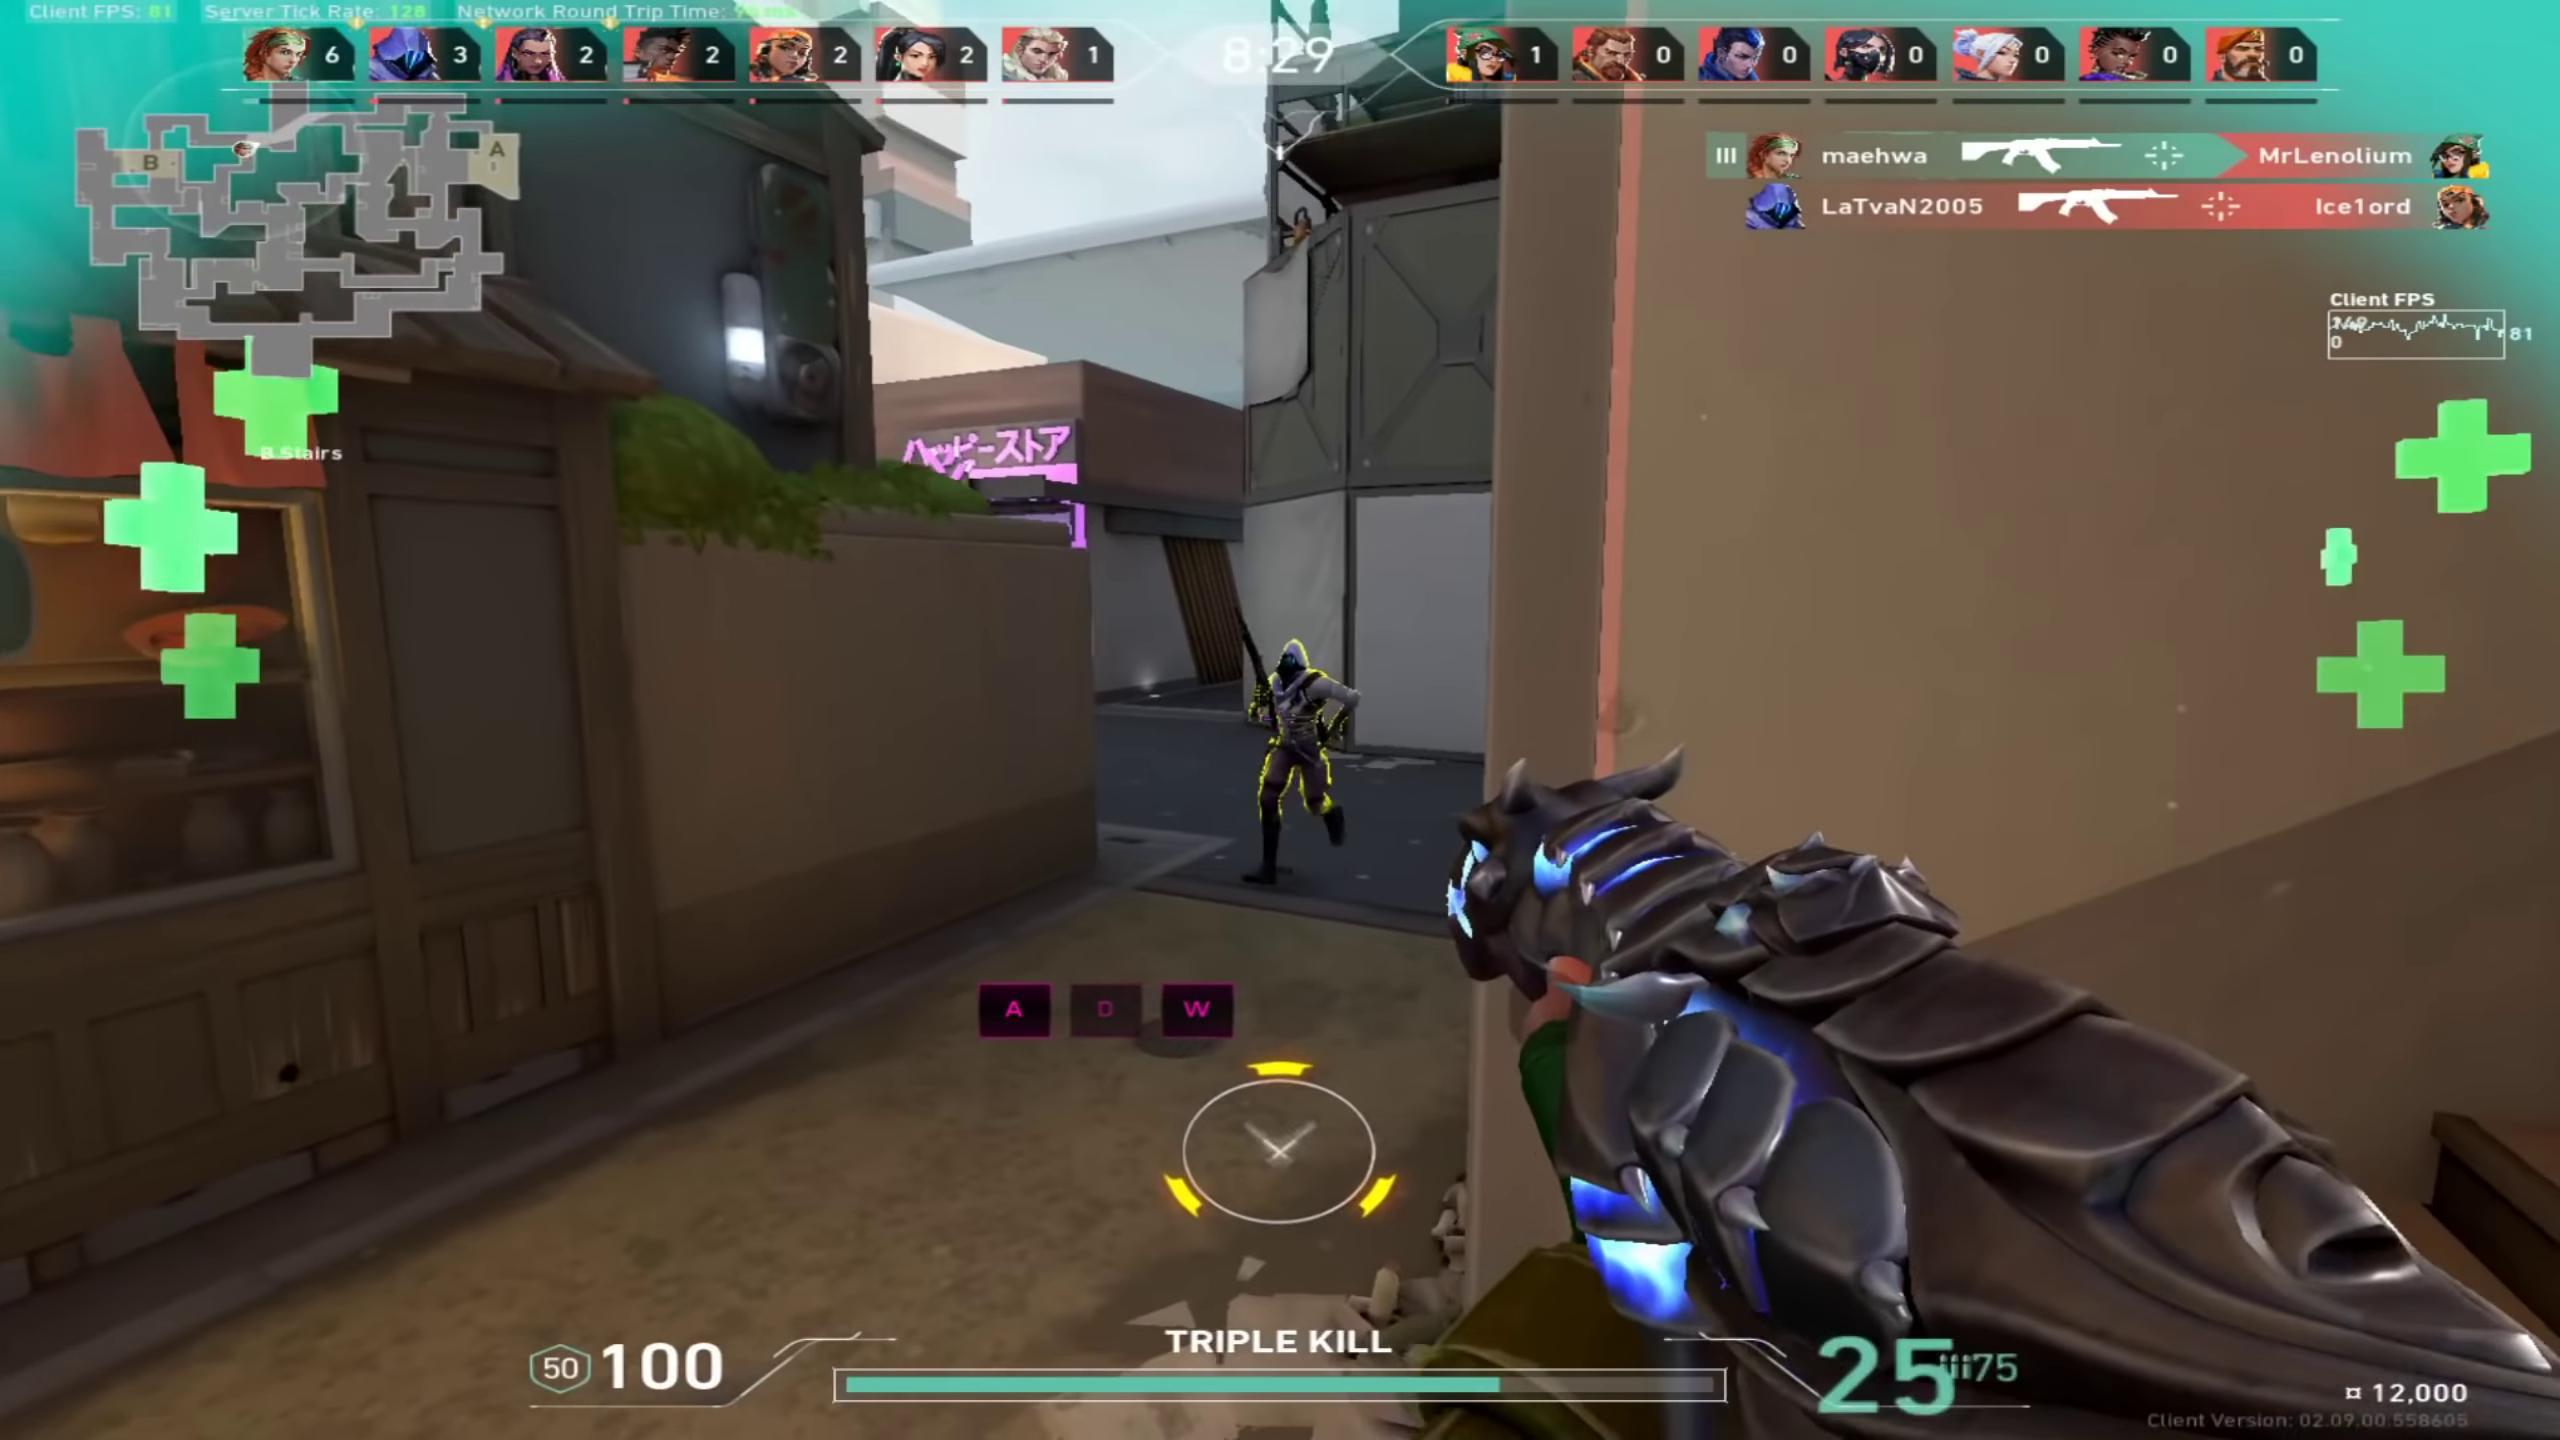 Client FPS: 81 Server Tick Rate: 128 Network Round Trip Time:
6 3 2 2 2 2 1 8:29 1 0 0 0 0 0 0
B A
III maehwa MrLenolium
LaTvaN2005 Ice1ord
Client FPS
0 81
B Stairs
ハッピーストア
A D W
TRIPLE KILL
50 100 25 75
¤ 12,000
Client Version: 02.09.00.558605